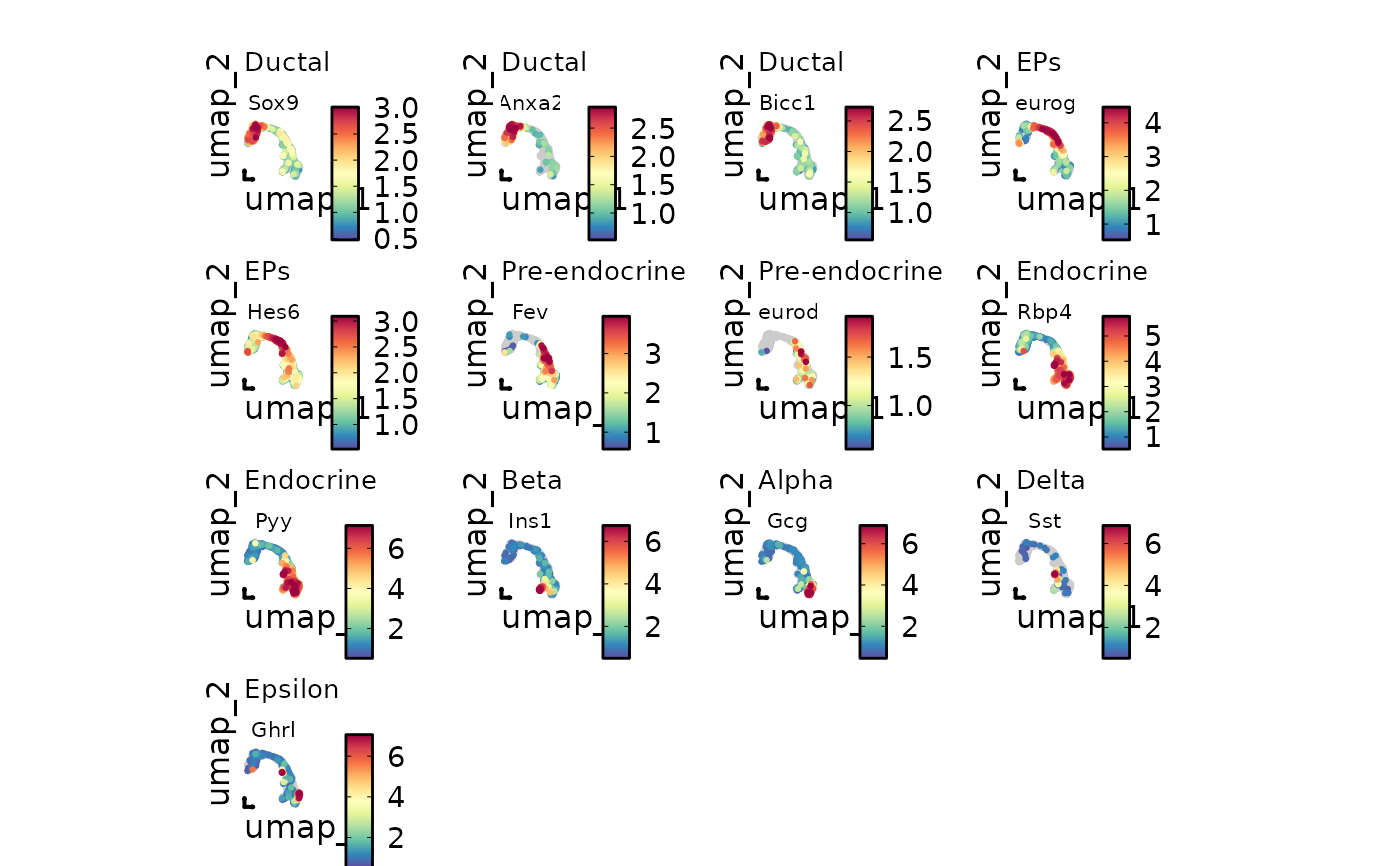 Ductal
Sox9
umap_2
umap_1
3.0
2.5
2.0
1.5
1.0
0.5
Ductal
Anxa2
umap_2
umap_1
2.5
2.0
1.5
1.0
Ductal
Bicc1
umap_2
umap_1
2.5
2.0
1.5
1.0
EPs
eurog
umap_2
umap_1
4
3
2
1
EPs
Hes6
umap_2
umap_1
3.0
2.5
2.0
1.5
1.0
Pre-endocrine
Fev
umap_2
umap_
3
2
1
Pre-endocrine
eurod
umap_2
umap_1
1.5
1.0
Endocrine
Rbp4
umap_2
umap_1
5
4
3
2
1
Endocrine
Pyy
umap_2
umap_
6
4
2
Beta
Ins1
umap_2
umap_
6
4
2
Alpha
Gcg
umap_2
umap_
6
4
2
Delta
Sst
umap_2
umap_1
6
4
2
Epsilon
Ghrl
umap_2
umap_
6
4
2